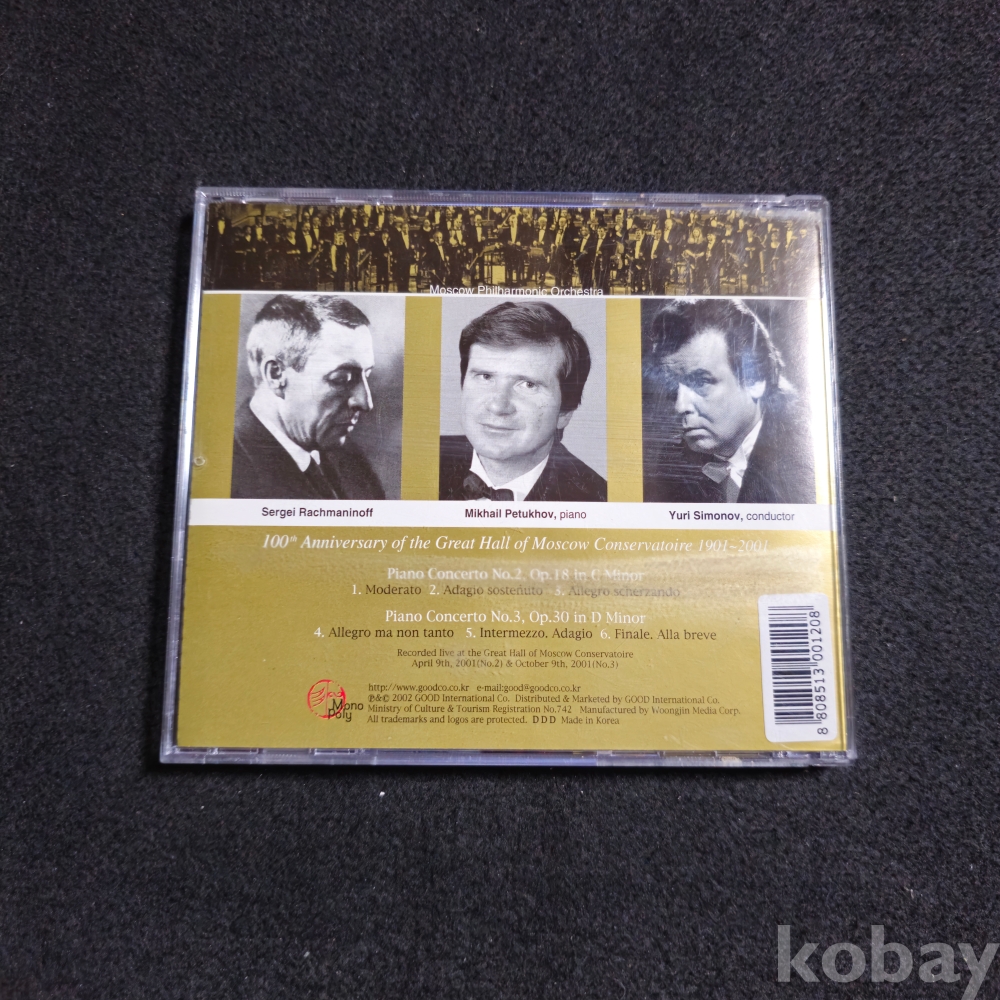 Moscow Philharmonic Orchestra
Sergei Rachmaninoff
Mikhail Petukhov, piano
Yuri Simonov, conductor
100th Anniversary of the Great Hall of Moscow Conservatoire 1901~2001
Piano Concerto No.2, Op.18 in C Minor
1. Moderato 2. Adagio sostenuto 3. Allegro scherzando
Piano Concerto No.3, Op.30 in D Minor
4. Allegro ma non tanto 5. Intermezzo. Adagio 6. Finale. Alla breve
Recorded live at the Great Hall of Moscow Conservatoire
April 9th, 2001(No.2) & October 9th, 2001(No.3)
Mono
Poly
http://www.goodco.co.kr e-mail:good@goodco.co.kr
℗&© 2002 GOOD International Co. Distributed & Marketed by GOOD International Co.
Ministry of Culture & Tourism Registration No.742 Manufactured by Woongjin Media Corp.
All trademarks and logos are protected. DDD Made in Korea
8 808513 001208
kobay